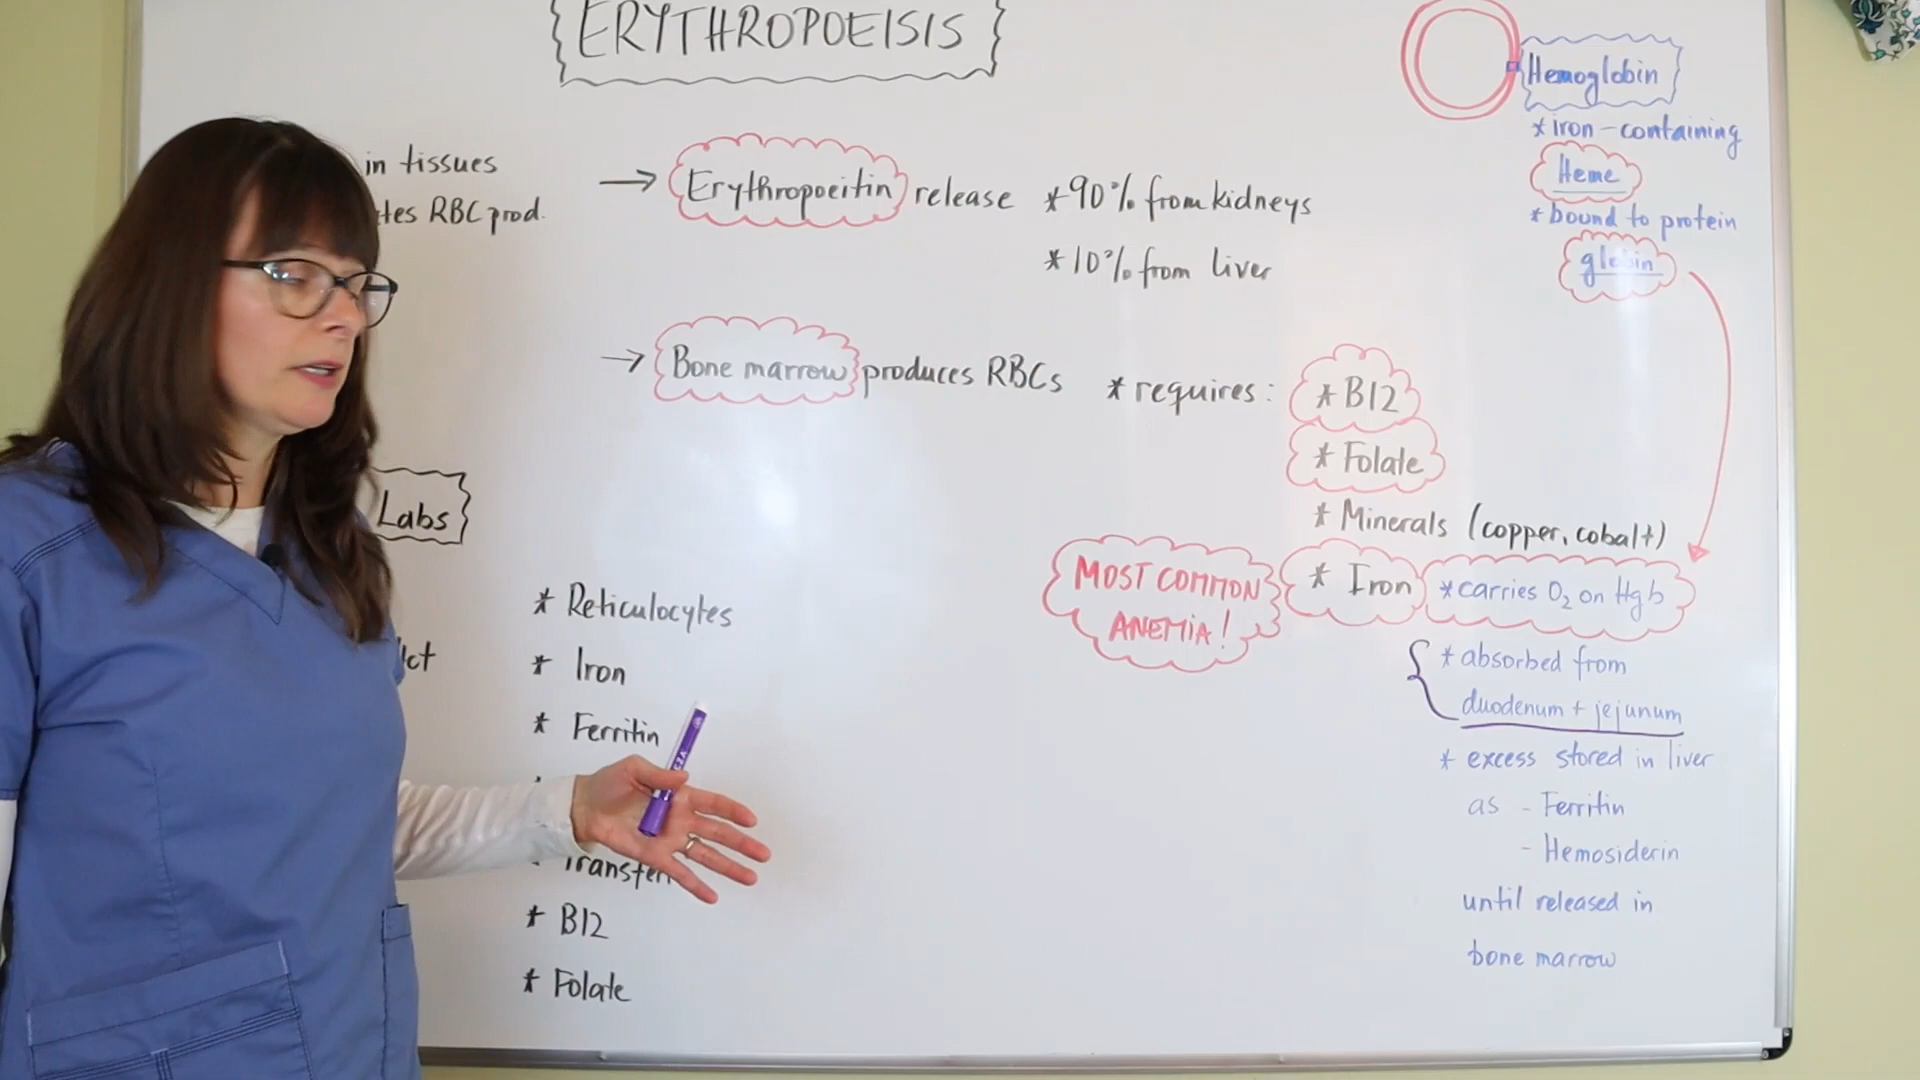 ERYTHROPOEISIS
in tissues
RBC prod.
→ Erythropoeitin release
* 90% from kidneys
* 10% from liver
→ Bone marrow produces RBCs
* requires:
* B12
* Folate
* Minerals (copper, cobalt)
MOST COMMON
ANEMIA!
* Iron
* carries O₂ on Hgb
{ * absorbed from
duodenum + jejunum
* excess stored in liver
as - Ferritin
- Hemosiderin
until released in
bone marrow
Hemoglobin
* iron-containing
Heme
* bound to protein
globin
Labs
* Reticulocytes
* Iron
* Ferritin
* B12
* Folate